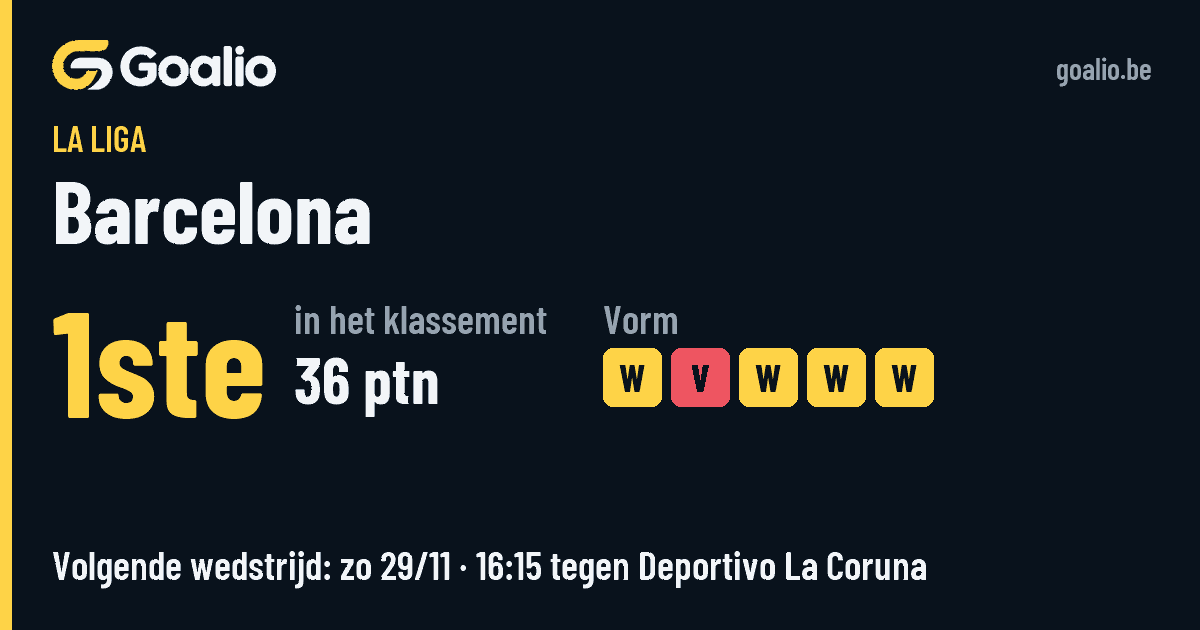 Goalio
goalio.be
LA LIGA
Barcelona
1ste
in het klassement
36 ptn
Vorm
W V W W W
Volgende wedstrijd: zo 29/11 · 16:15 tegen Deportivo La Coruna